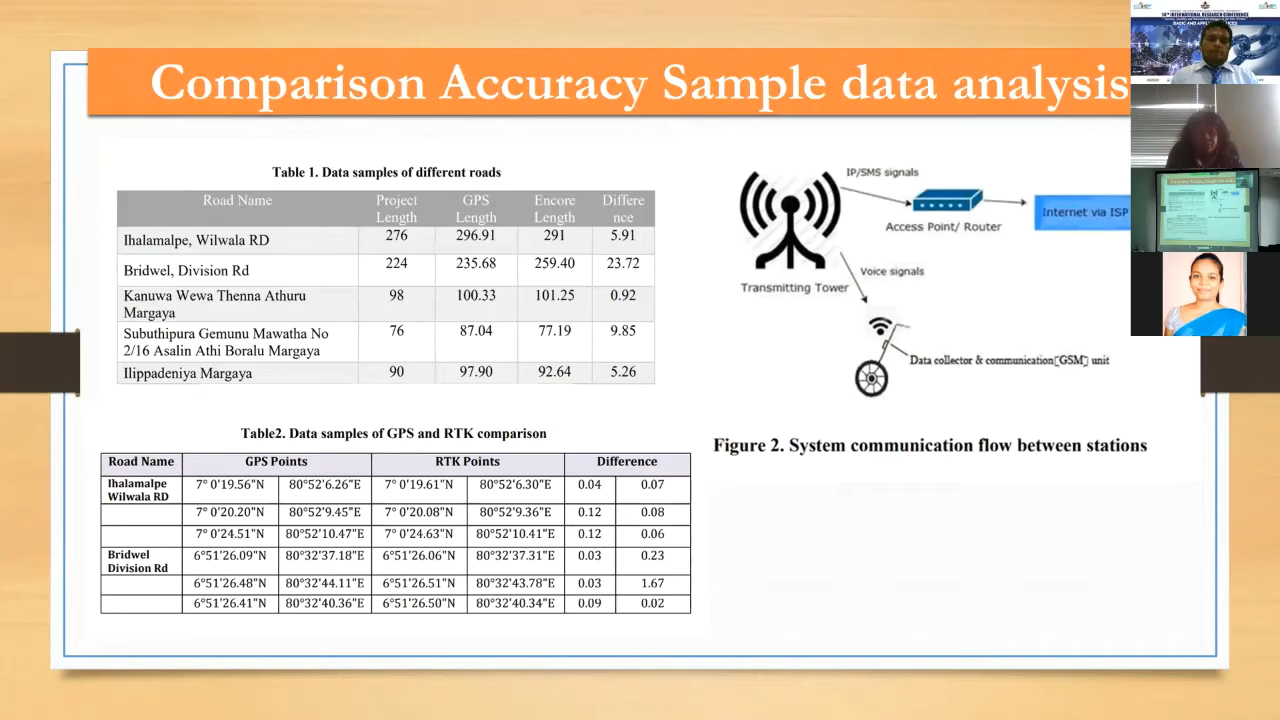 Comparison Accuracy Sample data analysis
Table 1. Data samples of different roads
Road Name | Project Length | GPS Length | Encore Length | Differe nce
Ihalamalpe, Wilwala RD | 276 | 296.91 | 291 | 5.91
Bridwel, Division Rd | 224 | 235.68 | 259.40 | 23.72
Kanuwa Wewa Thenna Athuru Margaya | 98 | 100.33 | 101.25 | 0.92
Subuthipura Gemunu Mawatha No 2/16 Asalin Athi Boralu Margaya | 76 | 87.04 | 77.19 | 9.85
Ilippadeniya Margaya | 90 | 97.90 | 92.64 | 5.26
Table2. Data samples of GPS and RTK comparison
Road Name | GPS Points | RTK Points | Difference
Ihalamalpe Wilwala RD | 7° 0'19.56"N | 80°52'6.26"E | 7° 0'19.61"N | 80°52'6.30"E | 0.04 | 0.07
7° 0'20.20"N | 80°52'9.45"E | 7° 0'20.08"N | 80°52'9.36"E | 0.12 | 0.08
7° 0'24.51"N | 80°52'10.47"E | 7° 0'24.63"N | 80°52'10.41"E | 0.12 | 0.06
Bridwel Division Rd | 6°51'26.09"N | 80°32'37.18"E | 6°51'26.06"N | 80°32'37.31"E | 0.03 | 0.23
6°51'26.48"N | 80°32'44.11"E | 6°51'26.51"N | 80°32'43.78"E | 0.03 | 1.67
6°51'26.41"N | 80°32'40.36"E | 6°51'26.50"N | 80°32'40.34"E | 0.09 | 0.02
IP/SMS signals
Access Point/ Router
Internet via ISP
Voice signals
Transmitting Tower
Data collector & communication[GSM] unit
Figure 2. System communication flow between stations
INTERNATIONAL RESEARCH CONFERENCE